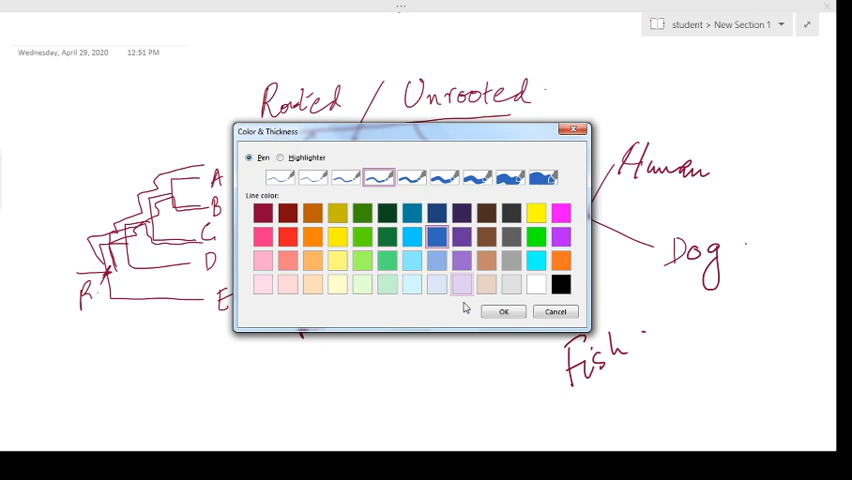 student > New Section 1
Wednesday, April 29, 2020 12:51 PM
Rooted / Unrooted
Color & Thickness
Pen Highlighter
Line color:
OK Cancel
A
B
C
D
E
R
Human
Dog
Fish